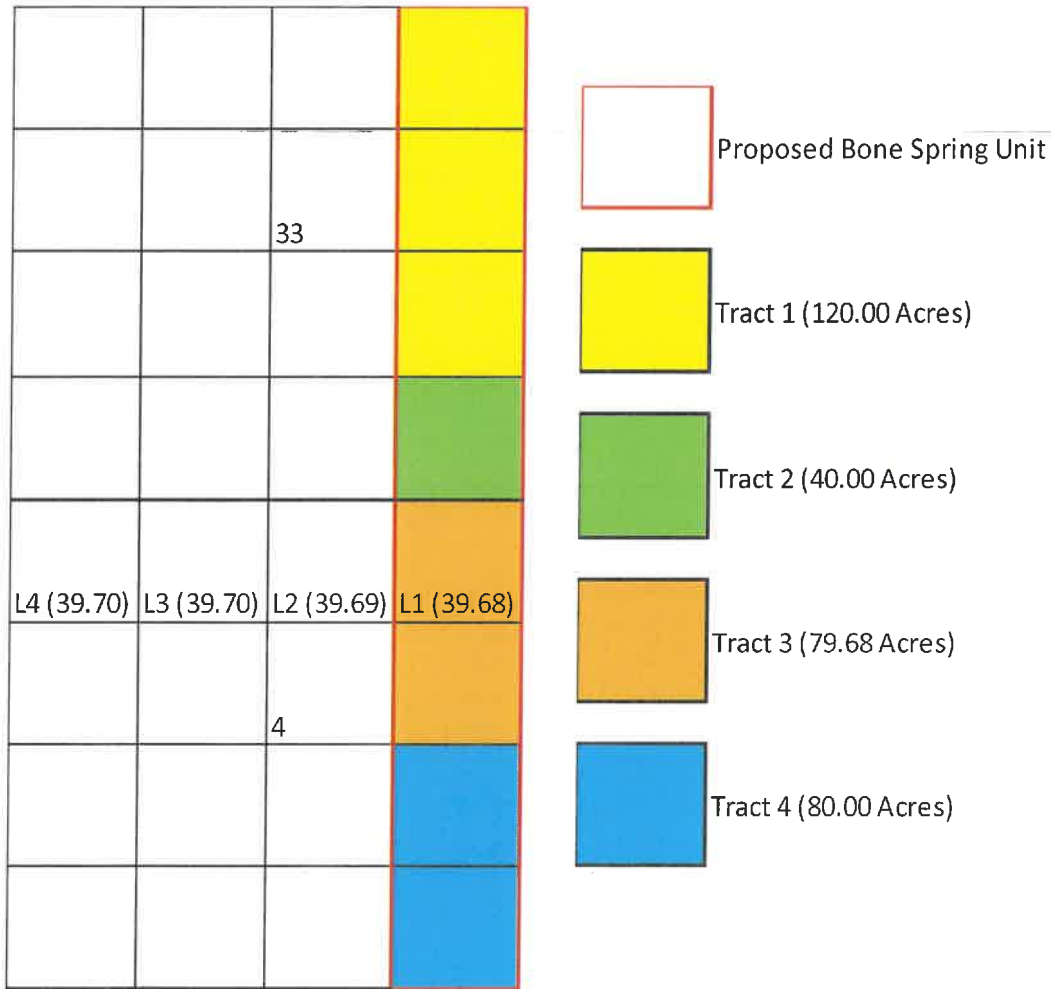 33
L4 (39.70) L3 (39.70) L2 (39.69) L1 (39.68)
4
Proposed Bone Spring Unit
Tract 1 (120.00 Acres)
Tract 2 (40.00 Acres)
Tract 3 (79.68 Acres)
Tract 4 (80.00 Acres)